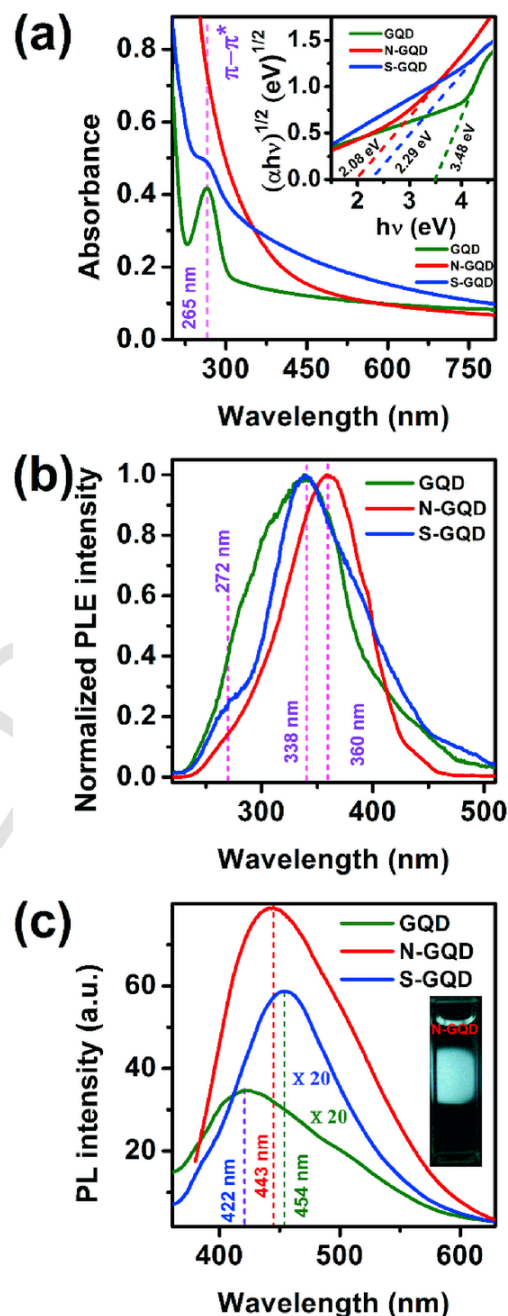 (a)
0.8
0.6
0.4
0.2
0.0
Absorbance
π–π*
265 nm
1.5
1.0
0.5
0.0
(αhν)1/2 (eV)1/2
GQD
N-GQD
S-GQD
2.08 eV
2.29 eV
3.48 eV
2 3 4
hν (eV)
GQD
N-GQD
S-GQD
300 450 600 750
Wavelength (nm)
(b)
1.0
0.8
0.6
0.4
0.2
0.0
Normalized PLE intensity
GQD
N-GQD
S-GQD
272 nm
338 nm
360 nm
300 400 500
Wavelength (nm)
(c)
60
40
20
PL intensity (a.u.)
GQD
N-GQD
S-GQD
N-GQD
X 20
X 20
422 nm
443 nm
454 nm
400 500 600
Wavelength (nm)